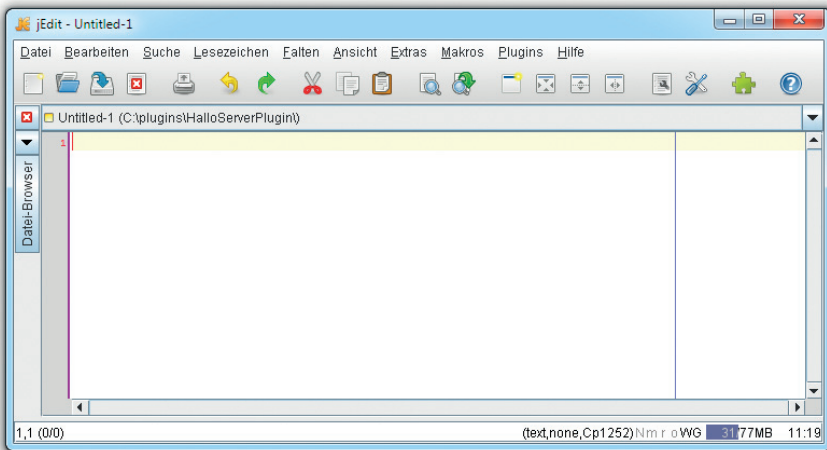 jEdit - Untitled-1
Datei Bearbeiten Suche Lesezeichen Falten Ansicht Extras Makros Plugins Hilfe
Untitled-1 (C:\plugins\HalloServerPlugin\)
1
Datei-Browser
1,1 (0/0) (text,none,Cp1252) N m r o WG 31/77MB 11:19